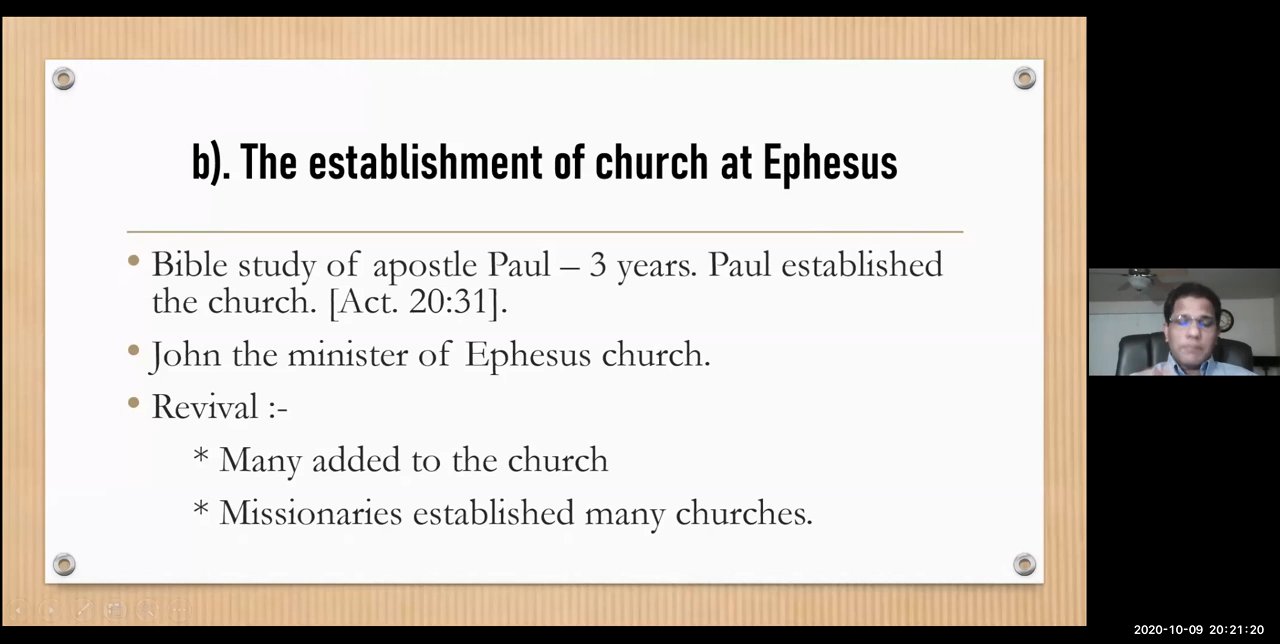 b). The establishment of church at Ephesus
• Bible study of apostle Paul – 3 years. Paul established
the church. [Act. 20:31].
• John the minister of Ephesus church.
• Revival :-
* Many added to the church
* Missionaries established many churches.
2020-10-09 20:21:20